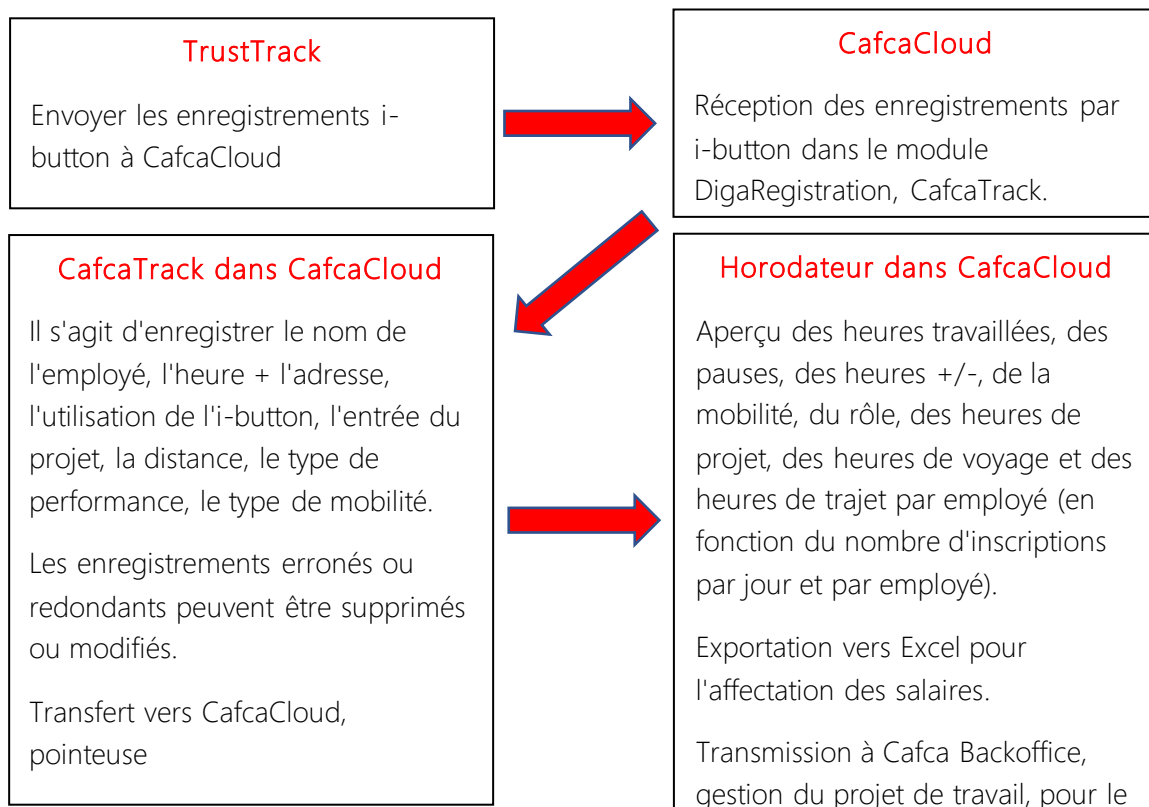 TrustTrack
Envoyer les enregistrements i-
button à CafcaCloud
CafcaCloud
Réception des enregistrements par
i-button dans le module
DigaRegistration, CafcaTrack.
CafcaTrack dans CafcaCloud
Il s'agit d'enregistrer le nom de
l'employé, l'heure + l'adresse,
l'utilisation de l'i-button, l'entrée du
projet, la distance, le type de
performance, le type de mobilité.
Les enregistrements erronés ou
redondants peuvent être supprimés
ou modifiés.
Transfert vers CafcaCloud,
pointeuse
Horodateur dans CafcaCloud
Aperçu des heures travaillées, des
pauses, des heures +/-, de la
mobilité, du rôle, des heures de
projet, des heures de voyage et des
heures de trajet par employé (en
fonction du nombre d'inscriptions
par jour et par employé).
Exportation vers Excel pour
l'affectation des salaires.
Transmission à Cafca Backoffice,
gestion du projet de travail, pour le